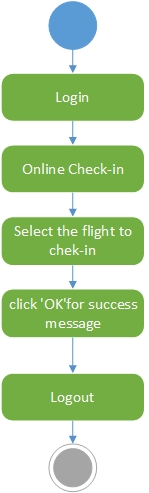 Login
Online Check-in
Select the flight to
chek-in
click 'OK'for success
message
Logout